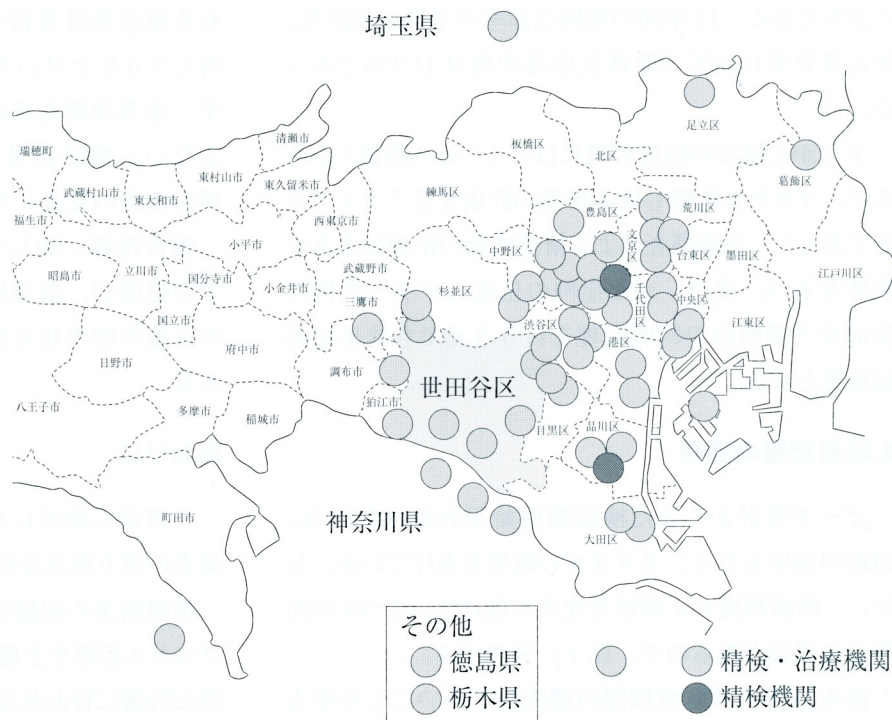 埼玉県
足立区
清瀬市
板橋区
瑞穂町
北区
葛飾区
東村山市
武蔵村山市
東久留米市
東大和市
練馬区
荒川区
豊島区
福生市
西東京市
文京区
小平市
中野区
台東区
墨田区
武蔵野市
昭島市
立川市
国分寺市
江戸川区
小金井市
杉並区
千代田区
三鷹市
中央区
国立市
渋谷区
江東区
府中市
港区
日野市
調布市
世田谷区
八王子市
多摩市
狛江市
稲城市
目黒区
品川区
町田市
神奈川県
大田区
その他
徳島県
精検・治療機関
栃木県
精検機関